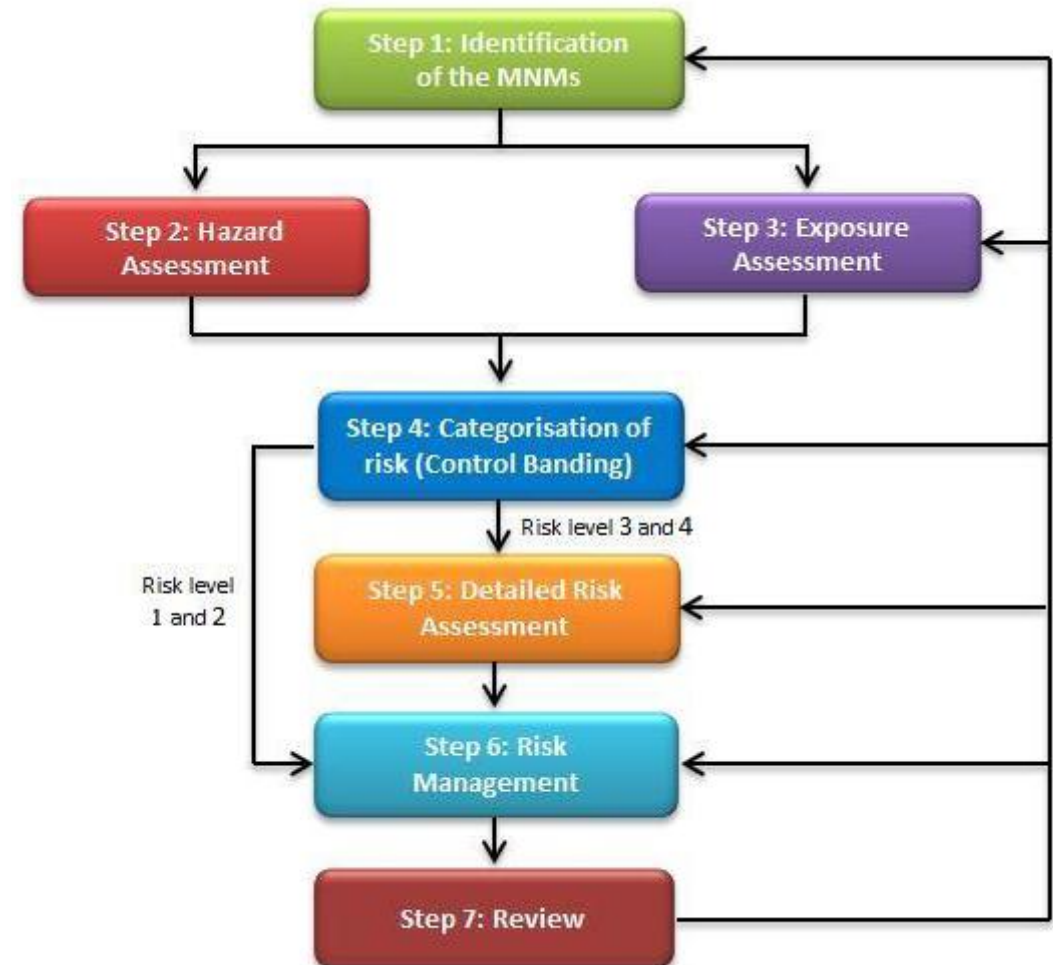 Step 1: Identification
of the MNMs
Step 2: Hazard
Assessment
Step 3: Exposure
Assessment
Step 4: Categorisation of
risk (Control Banding)
Risk level 3 and 4
Risk level
1 and 2
Step 5: Detailed Risk
Assessment
Step 6: Risk
Management
Step 7: Review